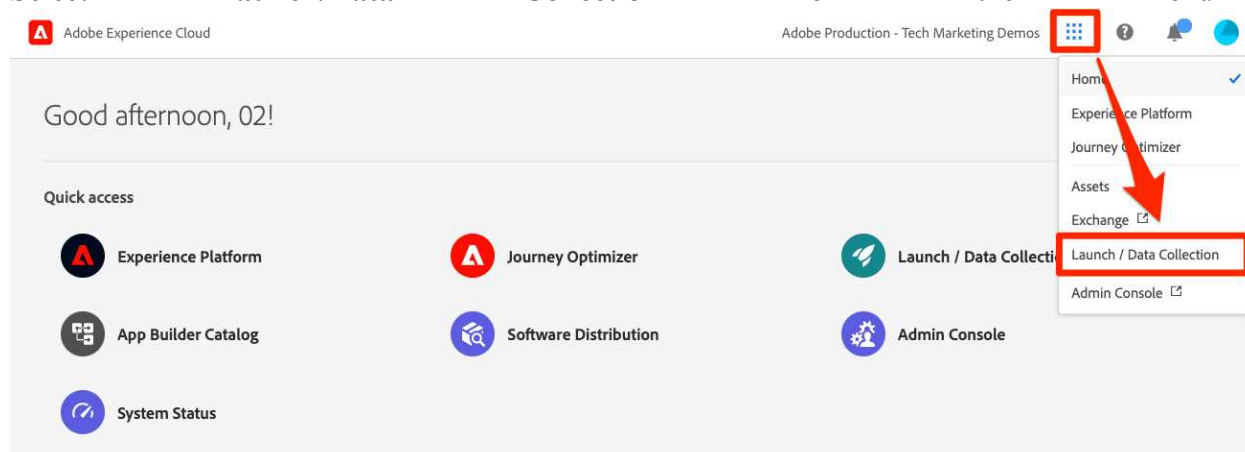 Adobe Experience Cloud
Adobe Production - Tech Marketing Demos
Home
Experience Platform
Journey Optimizer
Assets
Exchange
Launch / Data Collection
Admin Console
Good afternoon, 02!
Quick access
Experience Platform
Journey Optimizer
Launch / Data Collecti
App Builder Catalog
Software Distribution
Admin Console
System Status